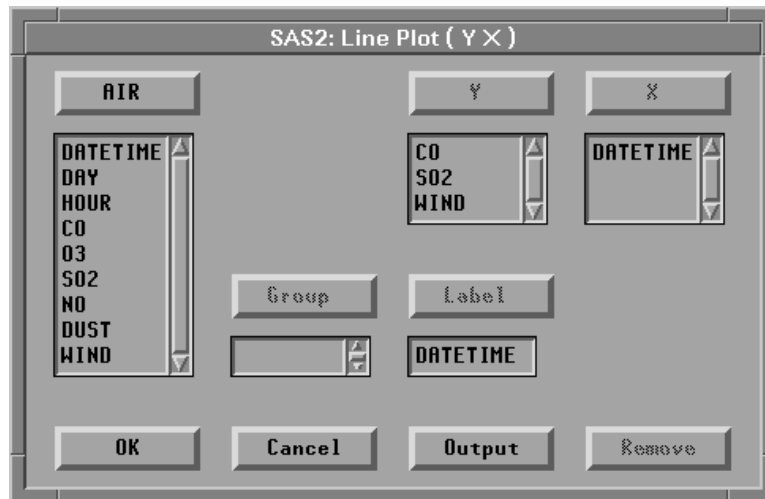 SAS2: Line Plot ( Y X )
AIR
Y
X
DATETIME
DAY
HOUR
CO
O3
SO2
NO
DUST
WIND
CO
SO2
WIND
DATETIME
Group
Label
DATETIME
OK
Cancel
Output
Remove